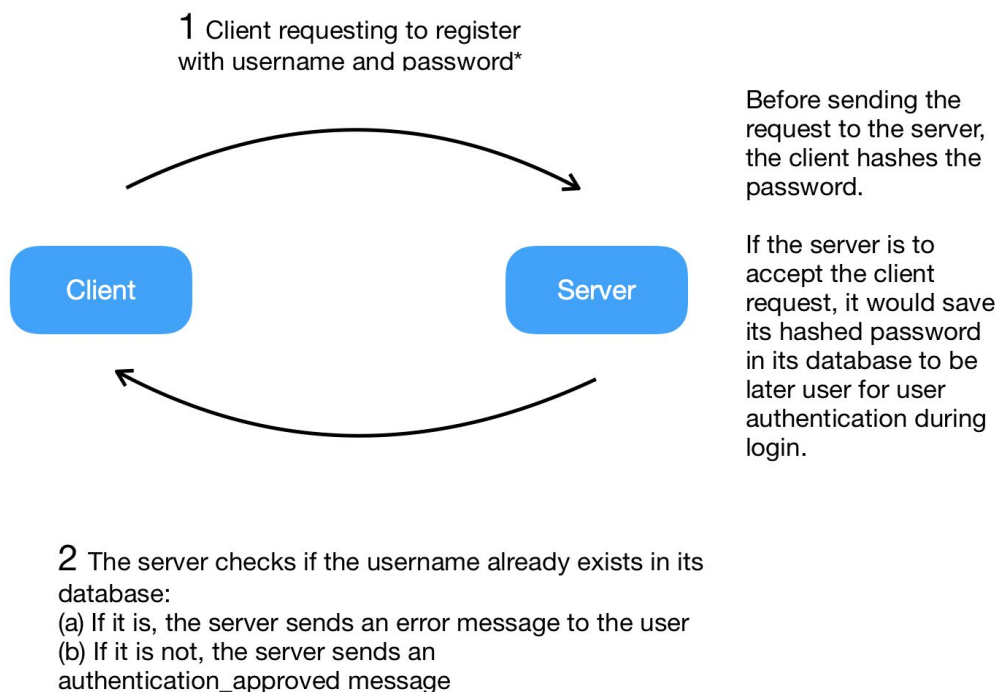 1 Client requesting to register
with username and password*
Before sending the
request to the server,
the client hashes the
password.
If the server is to
accept the client
request, it would save
its hashed password
in its database to be
later user for user
authentication during
login.
Client
Server
2 The server checks if the username already exists in its
database:
(a) If it is, the server sends an error message to the user
(b) If it is not, the server sends an
authentication_approved message